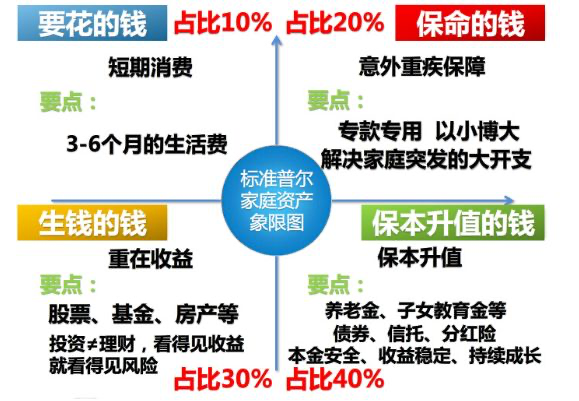 要花的钱
占比10%
短期消费
要点：
3-6个月的生活费
占比20%
保命的钱
意外重疾保障
要点：
专款专用 以小博大
解决家庭突发的大开支
标准普尔
家庭资产
象限图
生钱的钱
重在收益
要点：
股票、基金、房产等
投资≠理财，看得见收益
就看得见风险
占比30%
保本升值的钱
保本升值
要点：
养老金、子女教育金等
债券、信托、分红险
本金安全、收益稳定、持续成长
占比40%